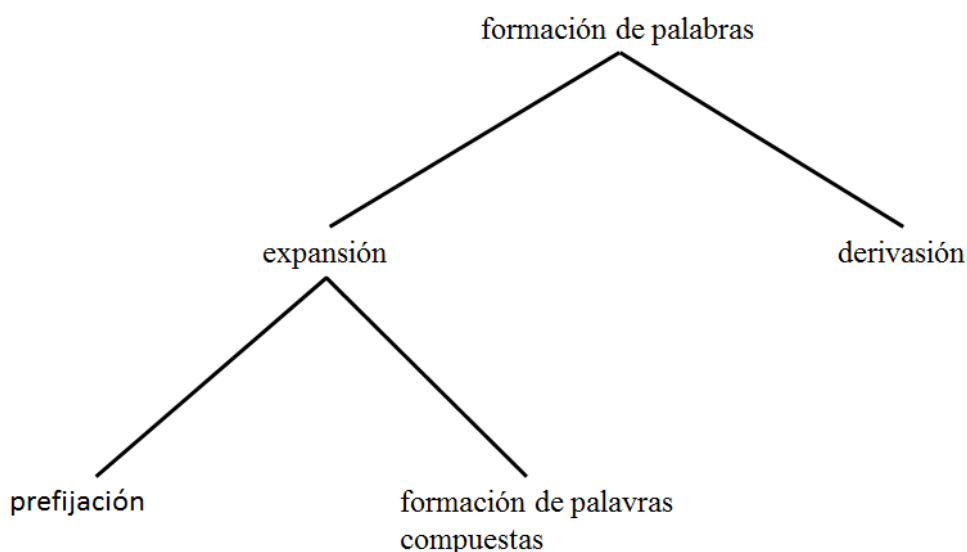 formación de palabras
expansión
derivasión
prefijación
formación de palavras
compuestas